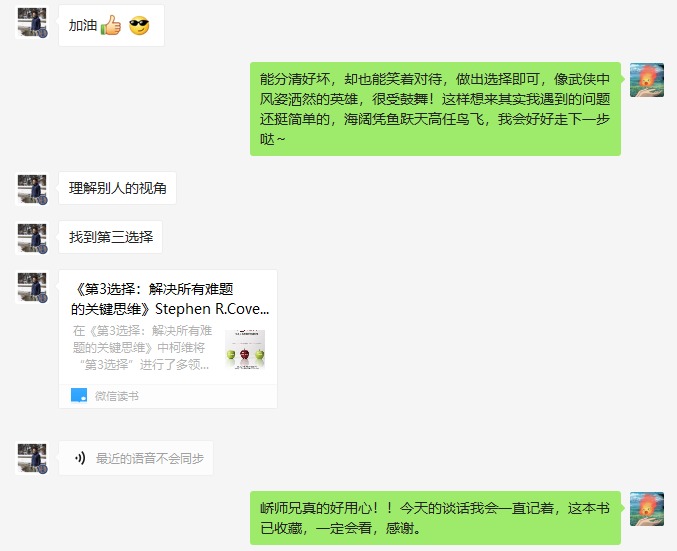 加油👍 😎
能分清好坏，却也能笑着对待，做出选择即可，像武侠中
风姿洒然的英雄，很受鼓舞！这样想来其实我遇到的问题
还挺简单的，海阔凭鱼跃天高任鸟飞，我会好好走下一步
哒～
理解别人的视角
找到第三选择
《第3选择：解决所有难题
的关键思维》Stephen R.Cove...
在《第3选择：解决所有难
题的关键思维》中柯维将
“第3选择”进行了多领...
微信读书
最近的语音不会同步
峤师兄真的好用心！！今天的谈话我会一直记着，这本书
已收藏，一定会看，感谢。